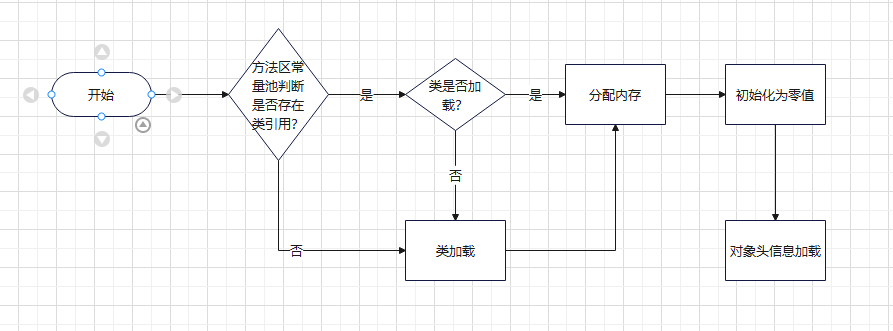 开始
方法区常
量池判断
是否存在
类引用?
是
类是否加
载?
是
分配内存
初始化为零值
否
否
类加载
对象头信息加载